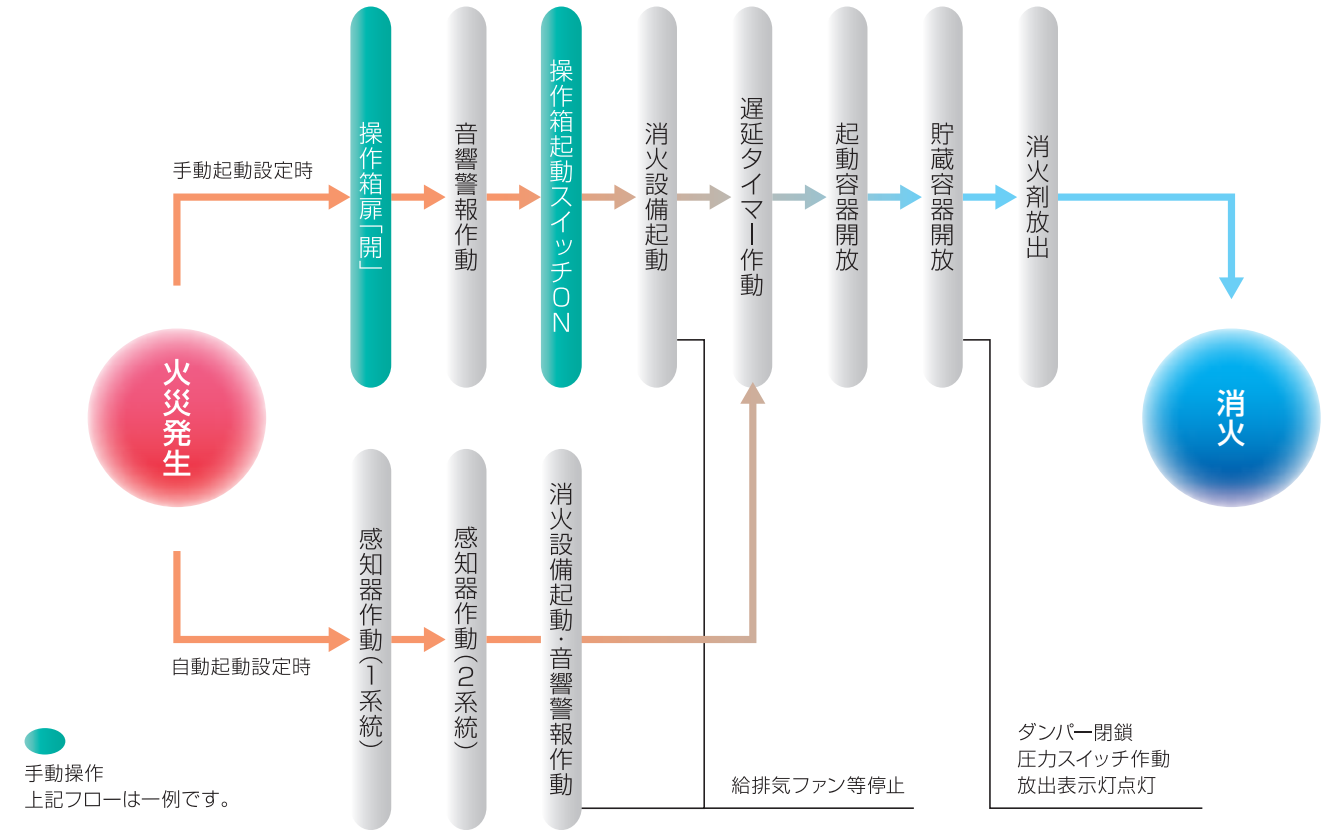 手動起動設定時
操作箱扉「開」
音響警報作動
操作箱起動スイッチON
消火設備起動
遅延タイマー作動
起動容器開放
貯蔵容器開放
消火剤放出
火災発生
消火
自動起動設定時
感知器作動(1系統)
感知器作動(2系統)
消火設備起動・音響警報作動
給排気ファン等停止
ダンパー閉鎖
圧力スイッチ作動
放出表示灯点灯
手動操作
上記フローは一例です。